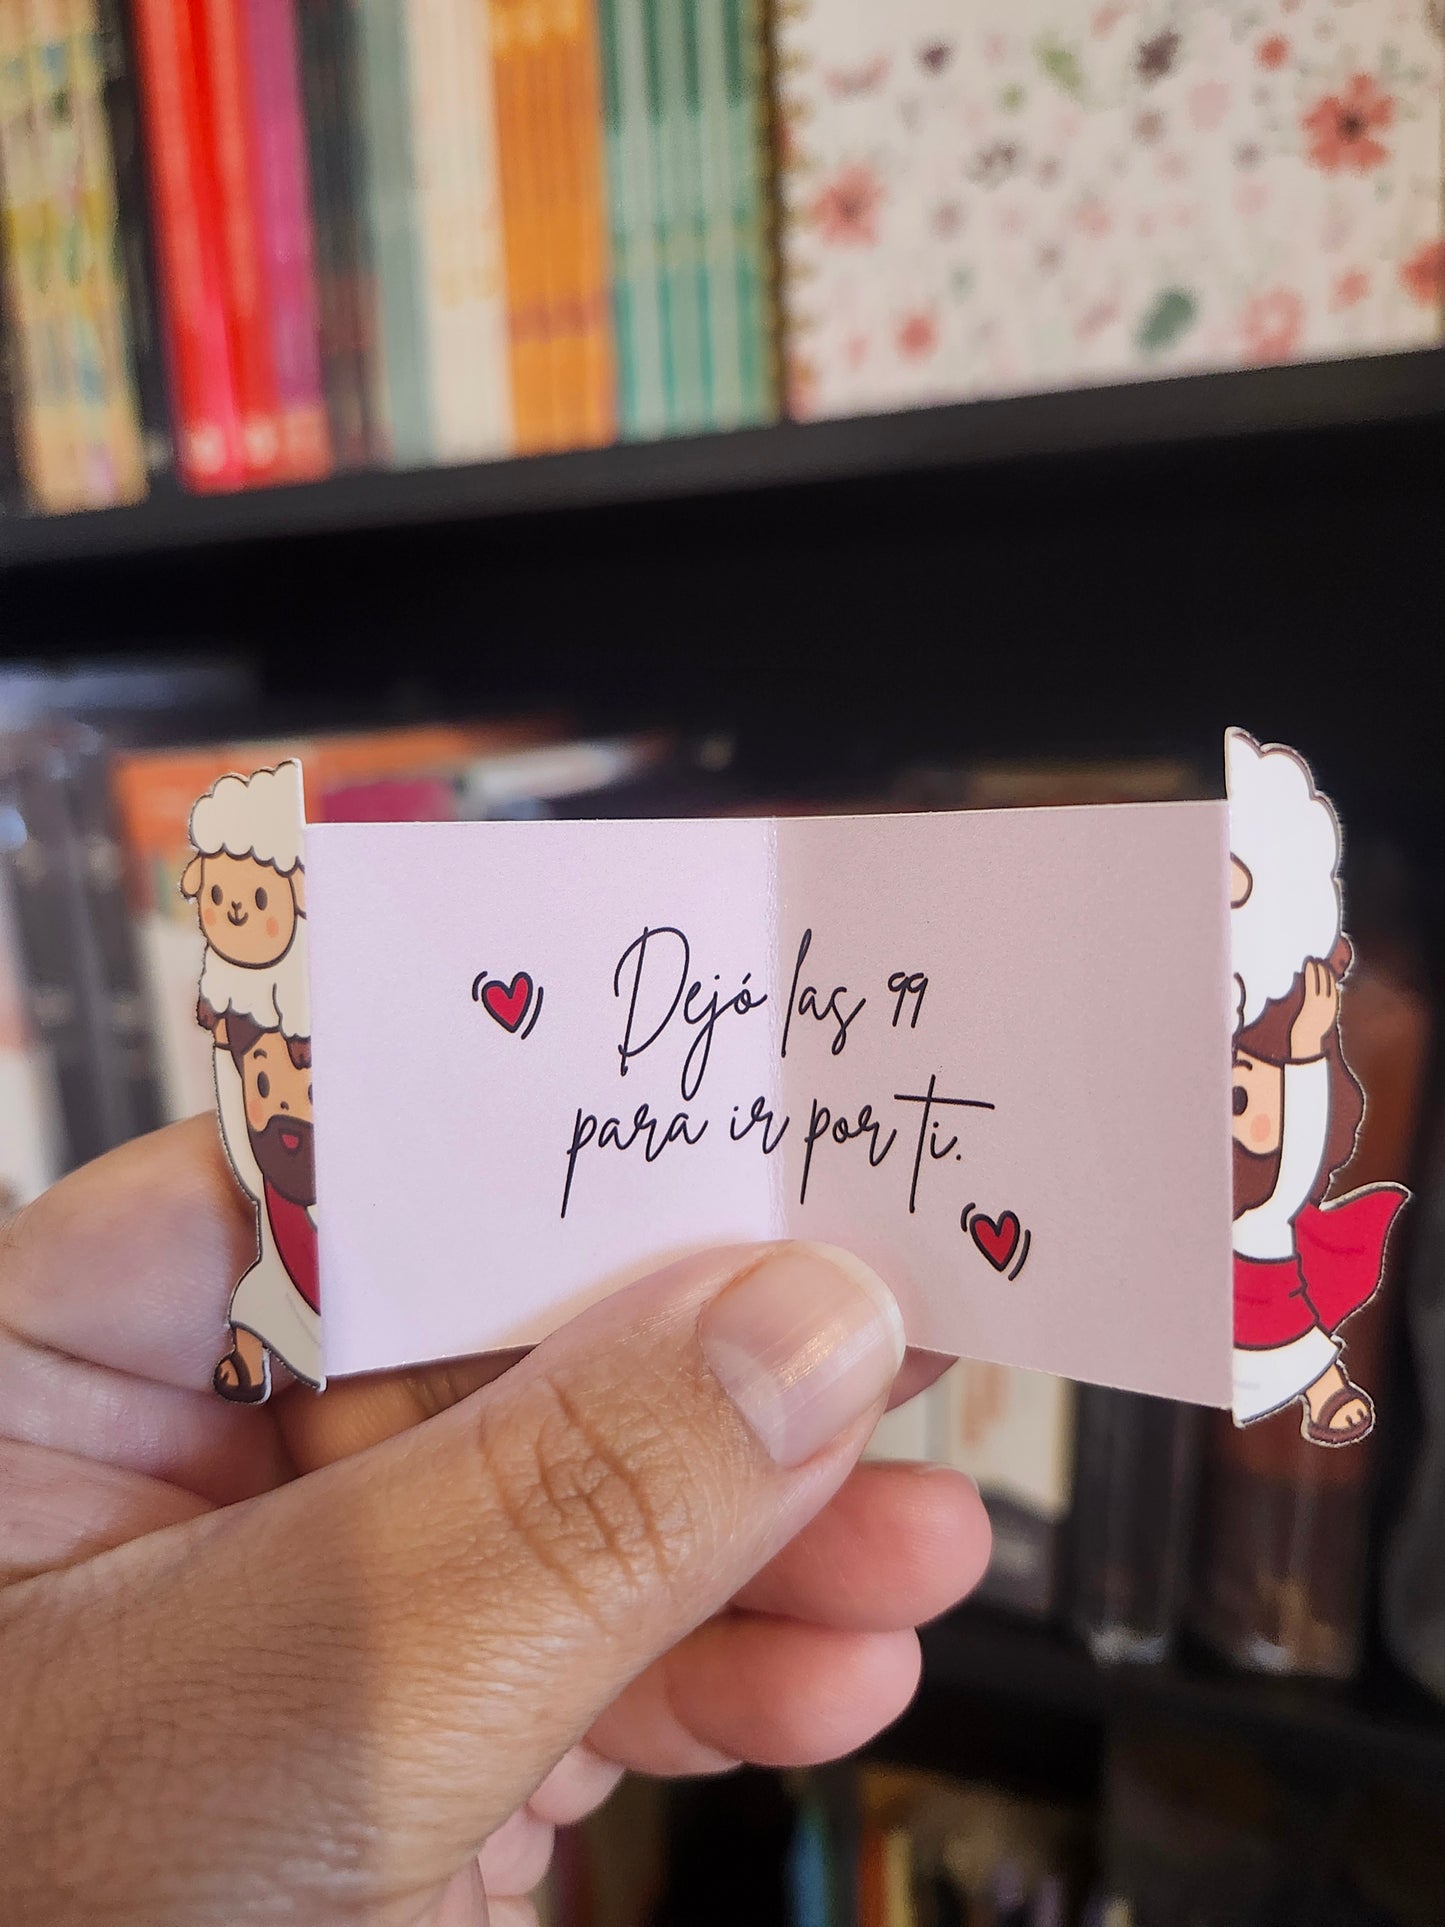 Dejó las 99
para ir por ti.